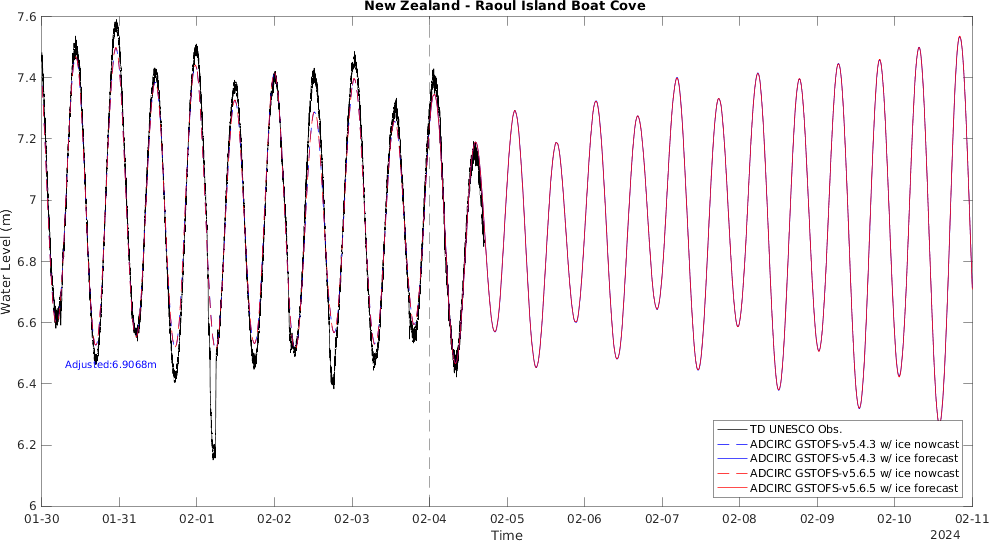 New Zealand - Raoul Island Boat Cove
7.6
7.4
7.2
7
6.8
6.6
6.4
6.2
6
Water Level (m)
Adjusted:6.9068m
TD UNESCO Obs.
ADCIRC GSTOFS-v5.4.3 w/ ice nowcast
ADCIRC GSTOFS-v5.4.3 w/ ice forecast
ADCIRC GSTOFS-v5.6.5 w/ ice nowcast
ADCIRC GSTOFS-v5.6.5 w/ ice forecast
01-30 01-31 02-01 02-02 02-03 02-04 02-05 02-06 02-07 02-08 02-09 02-10 02-11
Time
2024